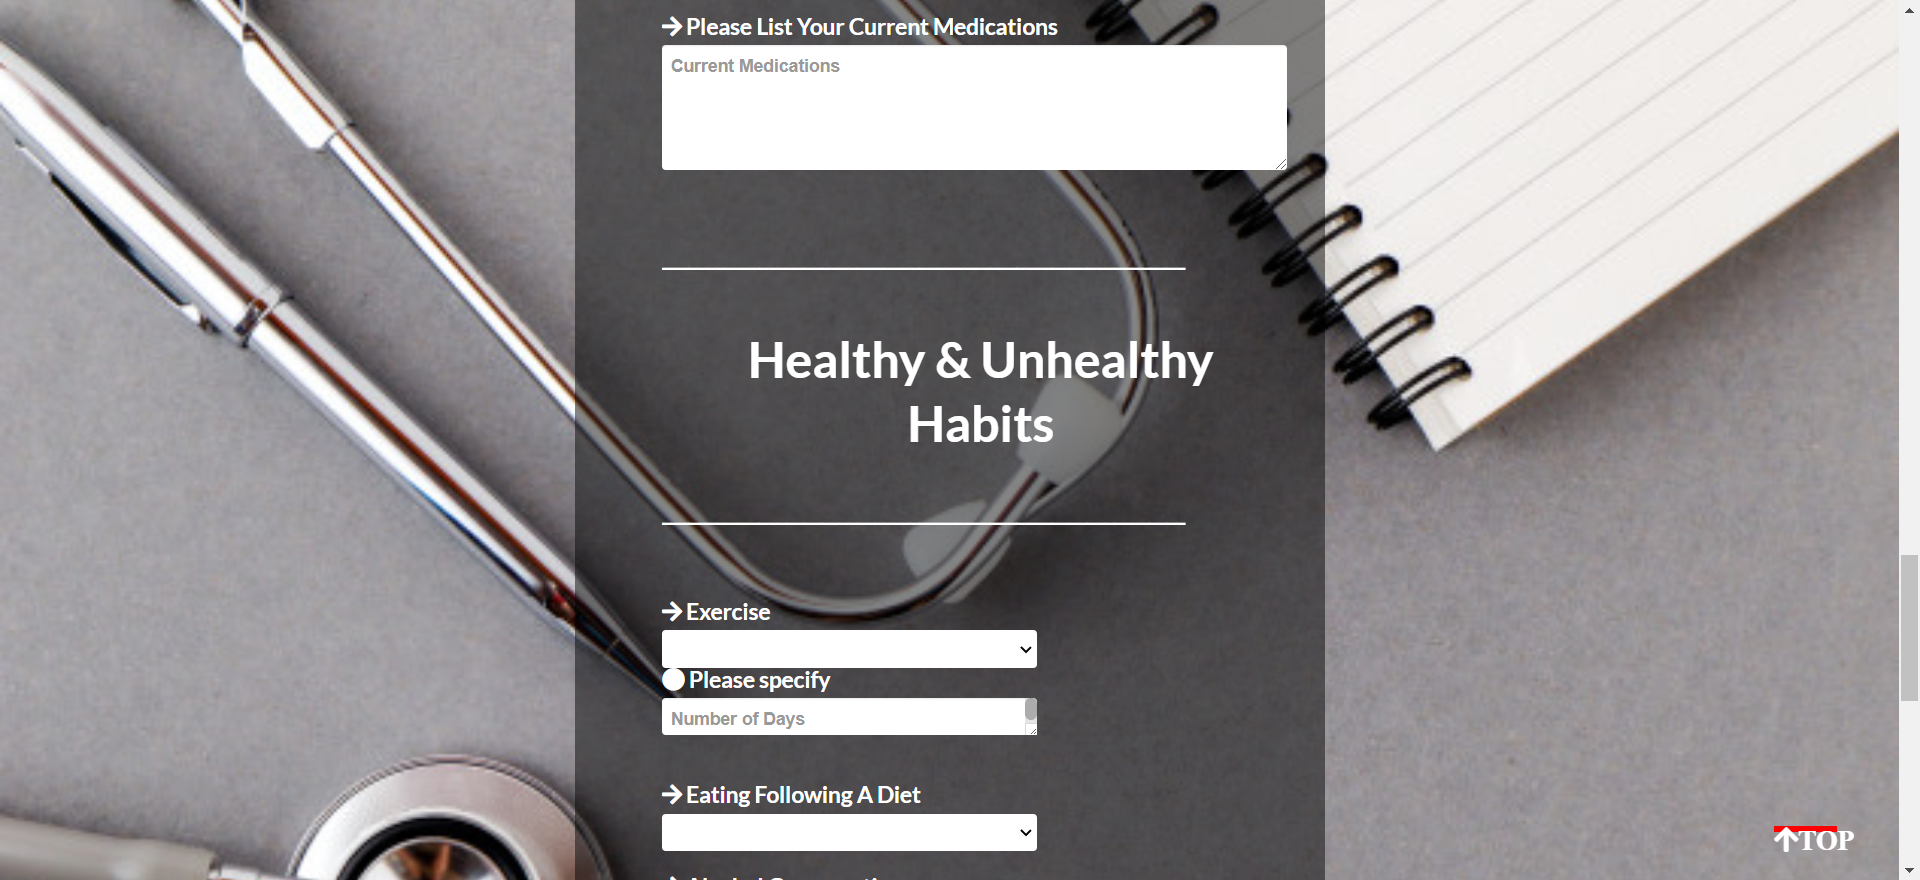 Please List Your Current Medications
Current Medications
Healthy & Unhealthy
Habits
Exercise
Please specify
Number of Days
Eating Following A Diet
TOP